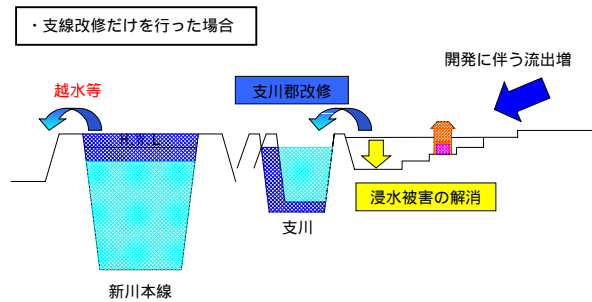 ・支線改修だけを行った場合
開発に伴う流出増
越水等
支川郡改修
H.W.L
浸水被害の解消
支川
新川本線